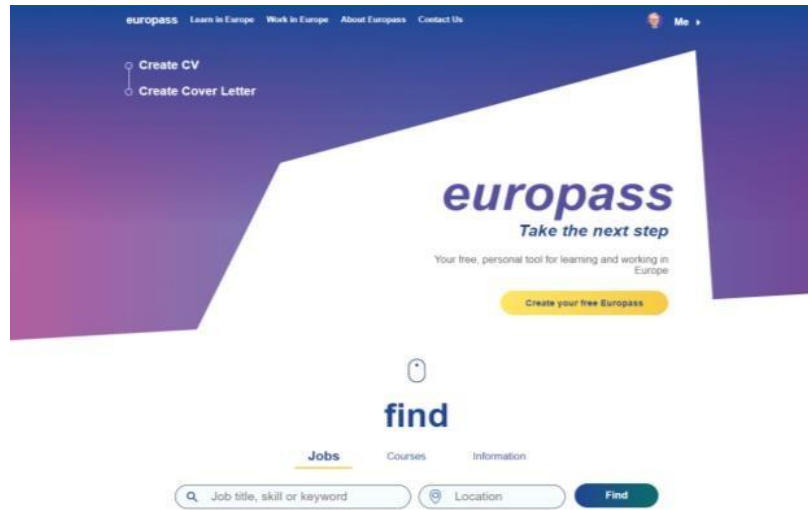 europass Learn in Europe Work in Europe About Europass Contact Us Me
Create CV
Create Cover Letter
europass
Take the next step
Your free, personal tool for learning and working in
Europe
Create your free Europass
find
Jobs Courses Information
Job title, skill or keyword Location Find